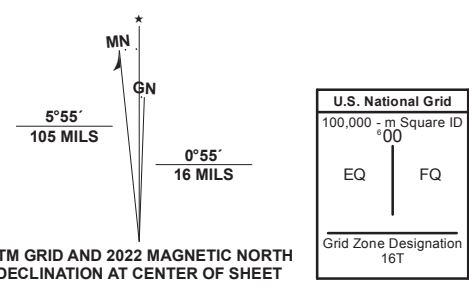 ★
MN
GN
5°55´
105 MILS
0°55´
16 MILS
TM GRID AND 2022 MAGNETIC NORTH
DECLINATION AT CENTER OF SHEET
U.S. National Grid
100,000 - m Square ID
⁶00
EQ FQ
Grid Zone Designation
16T